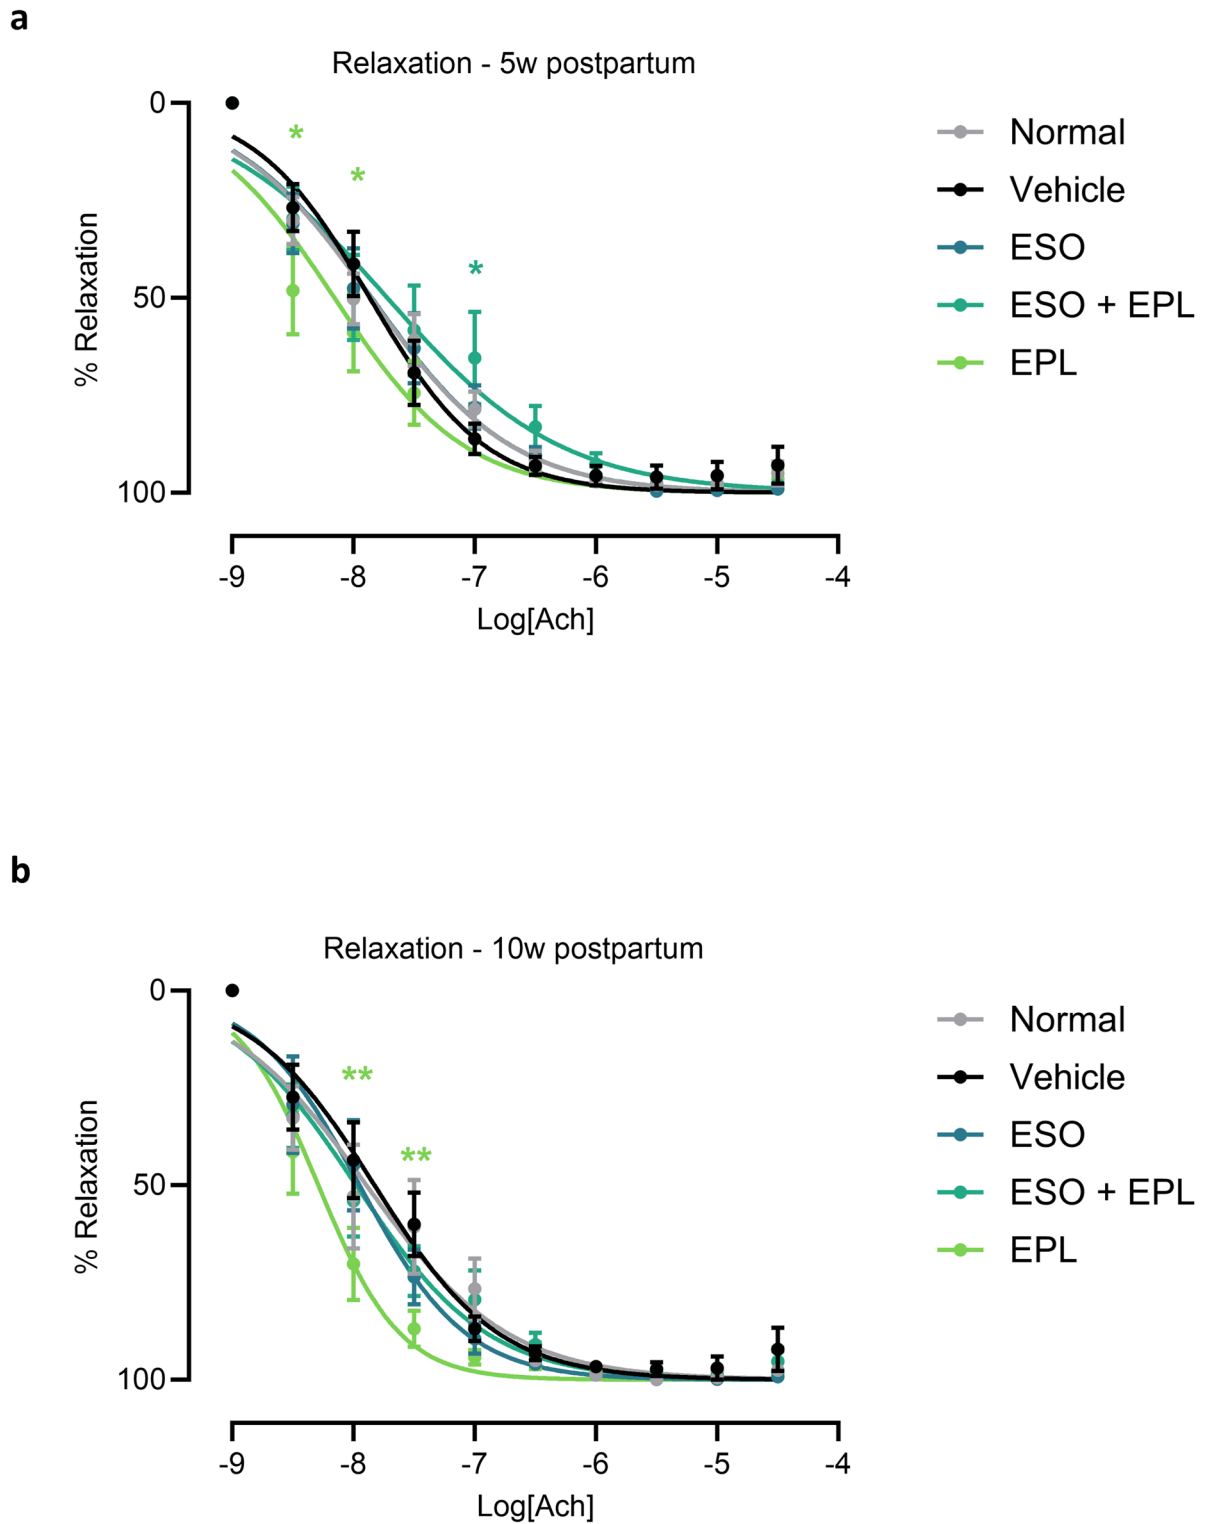 a
Relaxation - 5w postpartum
0
50
100
% Relaxation
*
*
*
-9 -8 -7 -6 -5 -4
Log[Ach]
Normal
Vehicle
ESO
ESO + EPL
EPL
b
Relaxation - 10w postpartum
0
50
100
% Relaxation
**
**
-9 -8 -7 -6 -5 -4
Log[Ach]
Normal
Vehicle
ESO
ESO + EPL
EPL